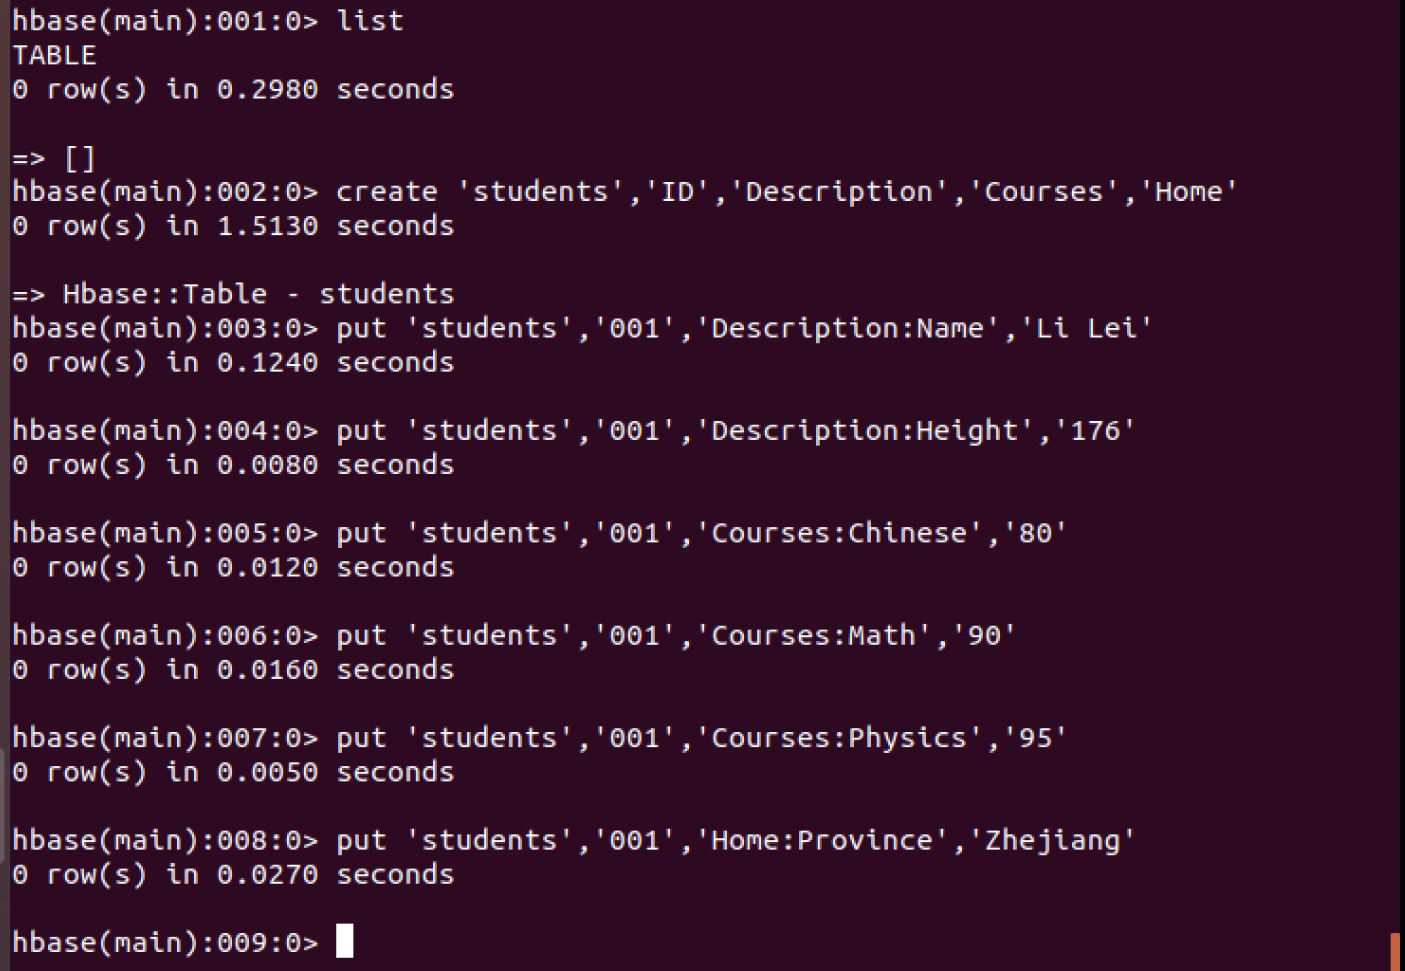 hbase(main):001:0> list
TABLE
0 row(s) in 0.2980 seconds
=> []
hbase(main):002:0> create 'students','ID','Description','Courses','Home'
0 row(s) in 1.5130 seconds
=> Hbase::Table - students
hbase(main):003:0> put 'students','001','Description:Name','Li Lei'
0 row(s) in 0.1240 seconds
hbase(main):004:0> put 'students','001','Description:Height','176'
0 row(s) in 0.0080 seconds
hbase(main):005:0> put 'students','001','Courses:Chinese','80'
0 row(s) in 0.0120 seconds
hbase(main):006:0> put 'students','001','Courses:Math','90'
0 row(s) in 0.0160 seconds
hbase(main):007:0> put 'students','001','Courses:Physics','95'
0 row(s) in 0.0050 seconds
hbase(main):008:0> put 'students','001','Home:Province','Zhejiang'
0 row(s) in 0.0270 seconds
hbase(main):009:0>